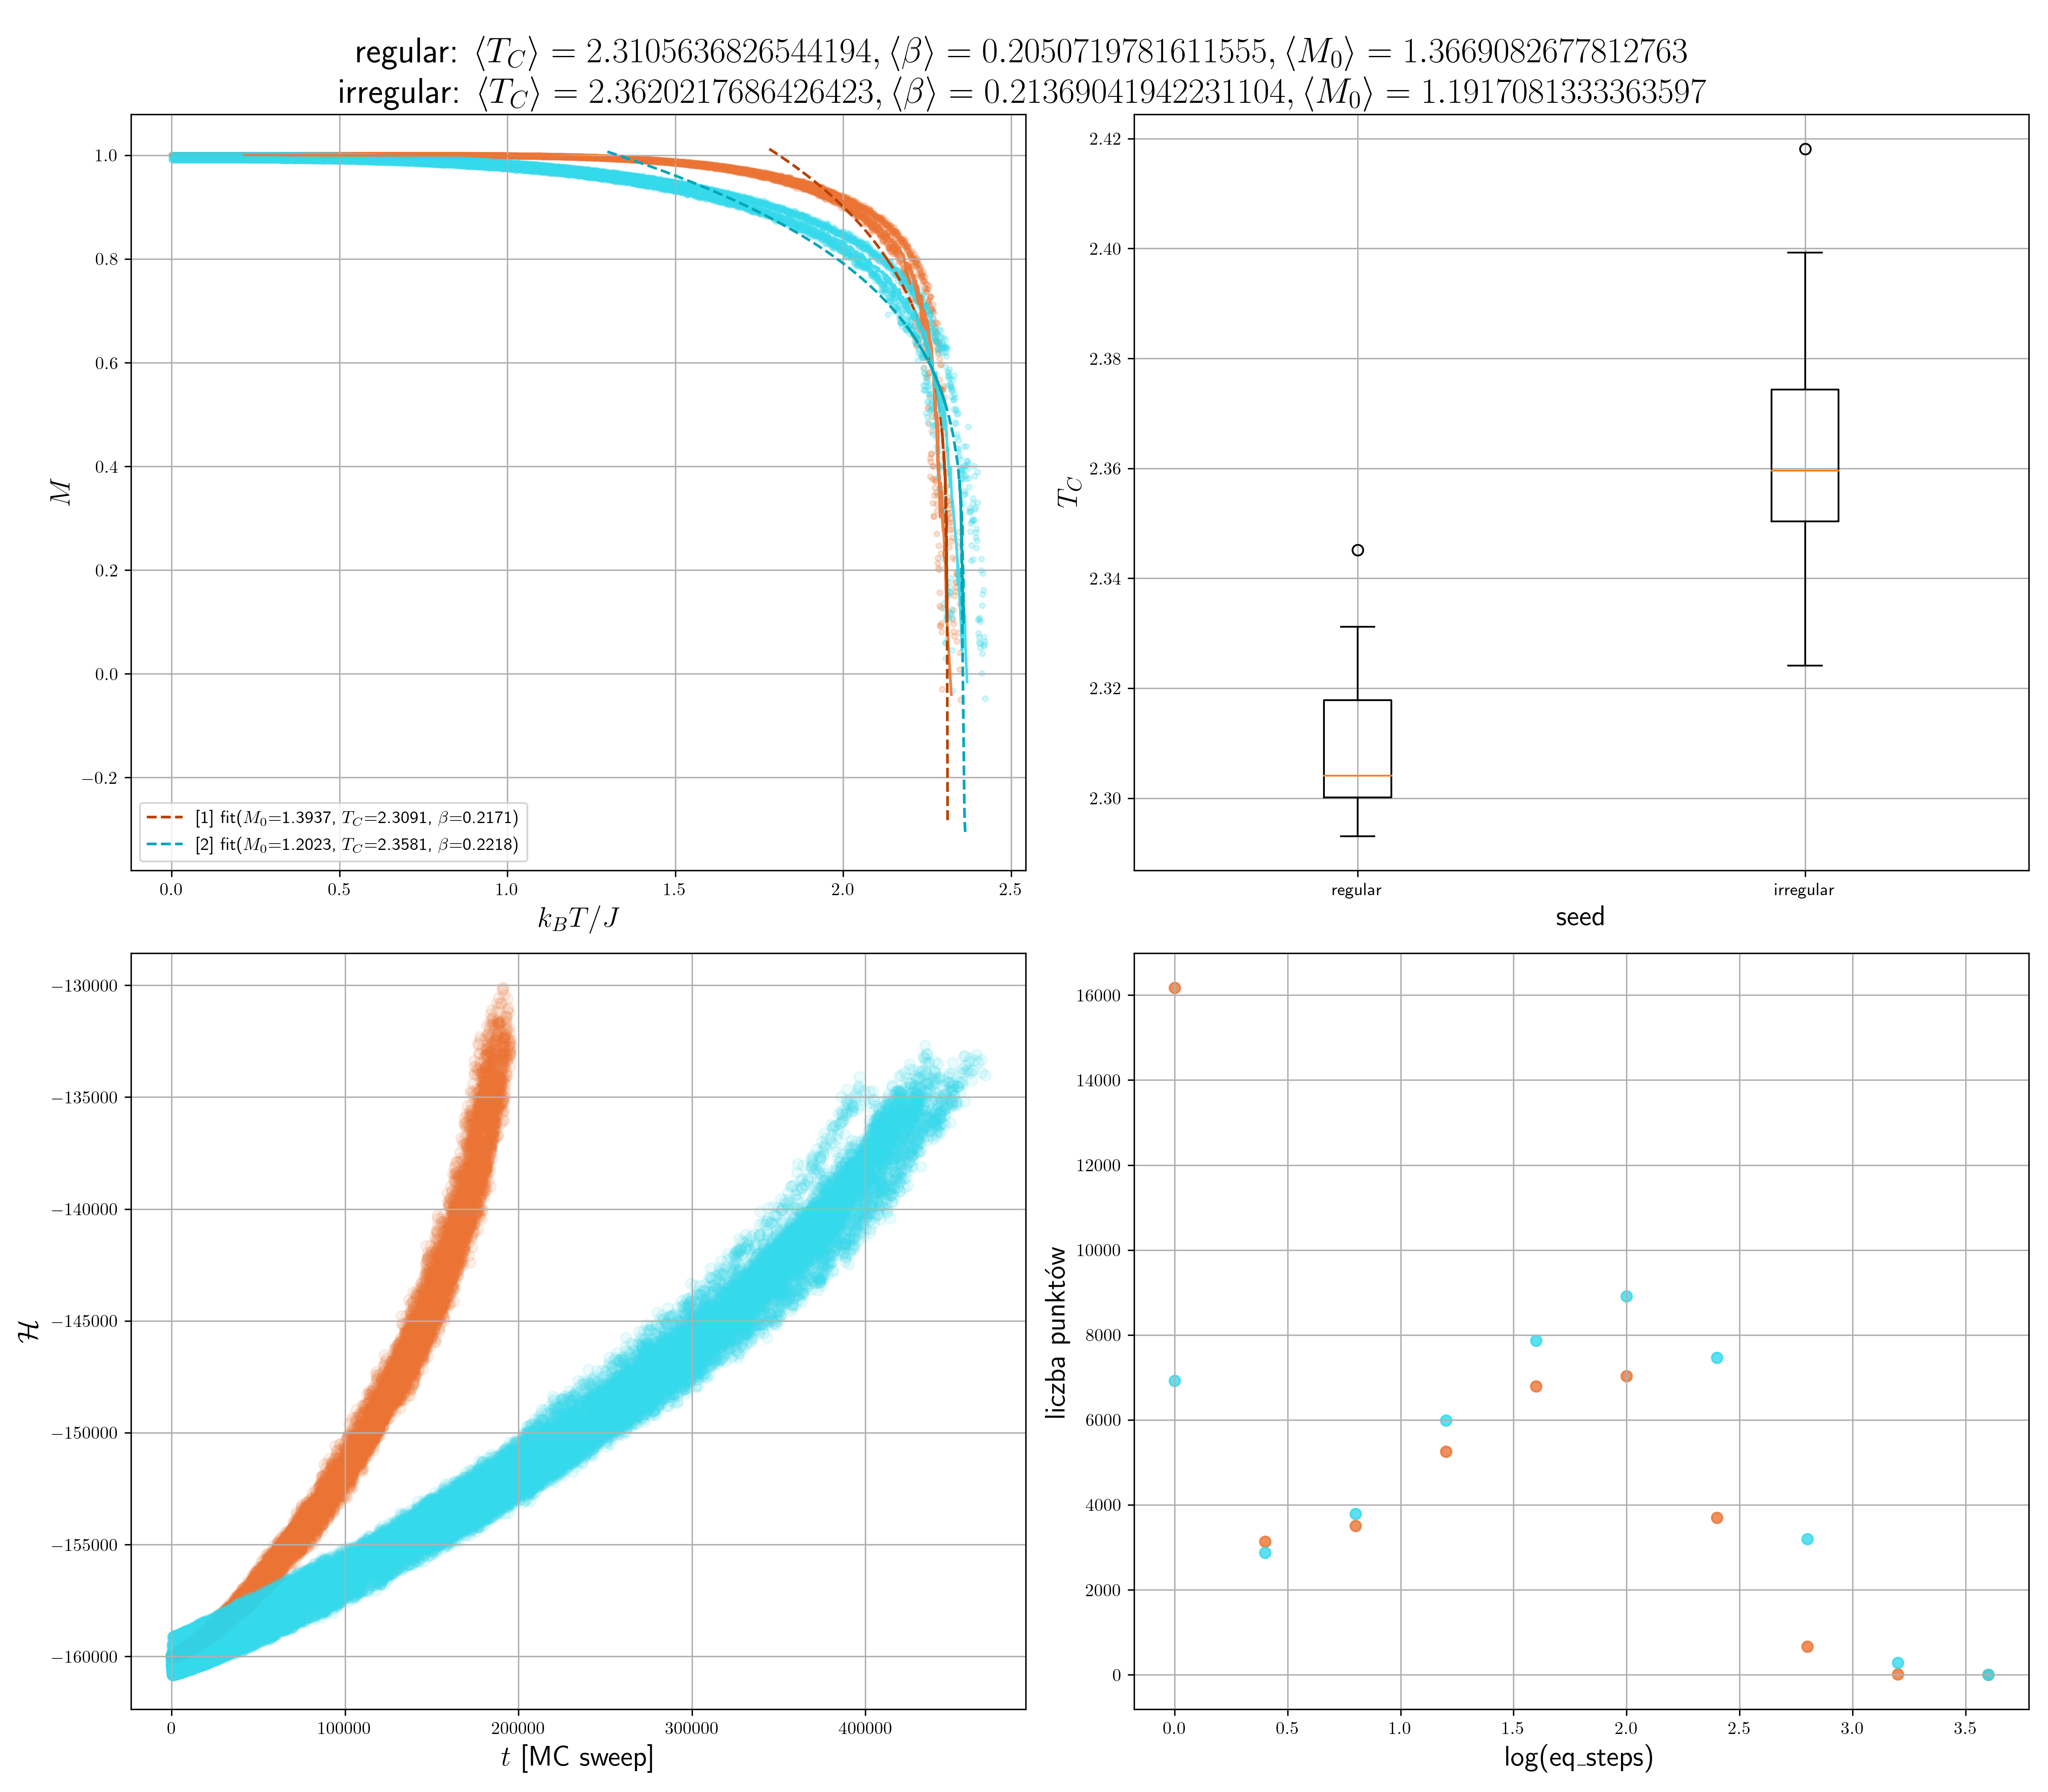 regular: ⟨T_C⟩ = 2.3105636826544194, ⟨β⟩ = 0.2050719781611555, ⟨M_0⟩ = 1.3669082677812763
irregular: ⟨T_C⟩ = 2.3620217686426423, ⟨β⟩ = 0.21369041942231104, ⟨M_0⟩ = 1.1917081333363597
1.0
0.8
0.6
0.4
0.2
0.0
−0.2
M
[1] fit(M_0=1.3937, T_C=2.3091, β=0.2171)
[2] fit(M_0=1.2023, T_C=2.3581, β=0.2218)
0.0 0.5 1.0 1.5 2.0 2.5
k_BT/J
2.42
2.40
2.38
2.36
2.34
2.32
2.30
T_C
regular irregular
seed
−130000
−135000
−140000
−145000
−150000
−155000
−160000
ℋ
0 100000 200000 300000 400000
t [MC sweep]
16000
14000
12000
10000
8000
6000
4000
2000
0
liczba punktów
0.0 0.5 1.0 1.5 2.0 2.5 3.0 3.5
log(eq_steps)